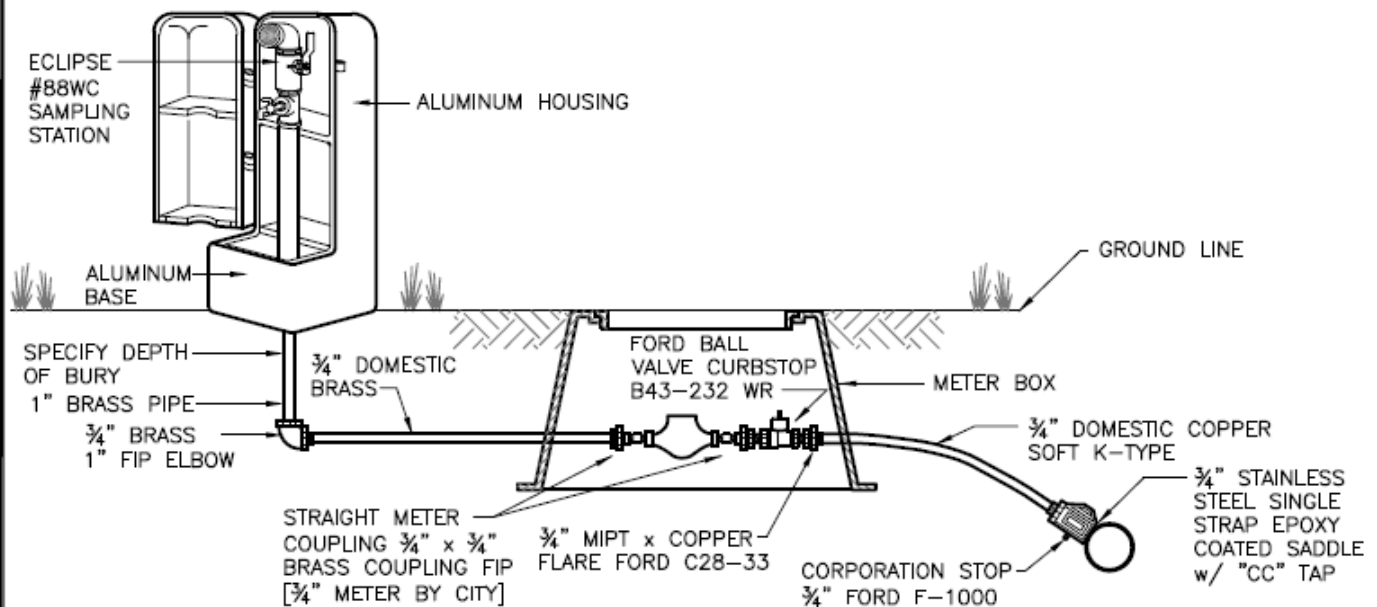 ECLIPSE
#88WC
SAMPLING
STATION
ALUMINUM HOUSING
GROUND LINE
ALUMINUM
BASE
SPECIFY DEPTH
OF BURY
1" BRASS PIPE
¾" BRASS
1" FIP ELBOW
¾" DOMESTIC
BRASS
FORD BALL
VALVE CURBSTOP
B43-232 WR
METER BOX
¾" DOMESTIC COPPER
SOFT K-TYPE
¾" STAINLESS
STEEL SINGLE
STRAP EPOXY
COATED SADDLE
w/ "CC" TAP
STRAIGHT METER
COUPLING ¾" x ¾"
BRASS COUPLING FIP
[¾" METER BY CITY]
¾" MIPT x COPPER
FLARE FORD C28-33
CORPORATION STOP
¾" FORD F-1000